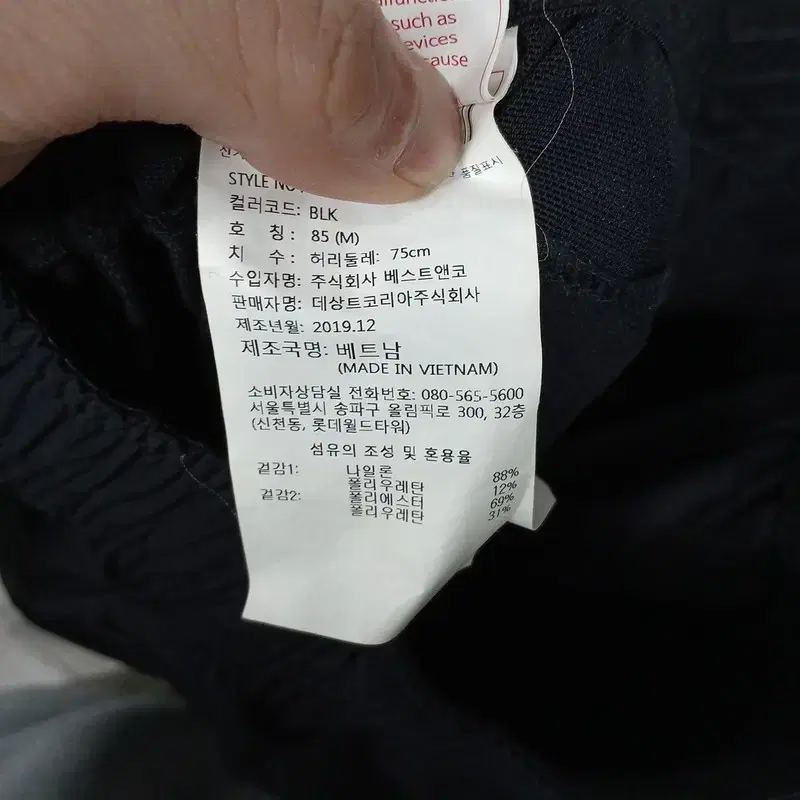 such as
evices
cause
품질표시
STYLE NO
컬러코드: BLK
호 칭: 85 (M)
치 수: 허리둘레: 75cm
수입자명: 주식회사 베스트앤코
판매자명: 데상트코리아주식회사
제조년월: 2019.12
제조국명: 베트남
(MADE IN VIETNAM)
소비자상담실 전화번호: 080-565-5600
서울특별시 송파구 올림픽로 300, 32층
(신천동, 롯데월드타워)
섬유의 조성 및 혼용율
겉감1: 나일론 88%
폴리우레탄 12%
겉감2: 폴리에스터 69%
폴리우레탄 31%